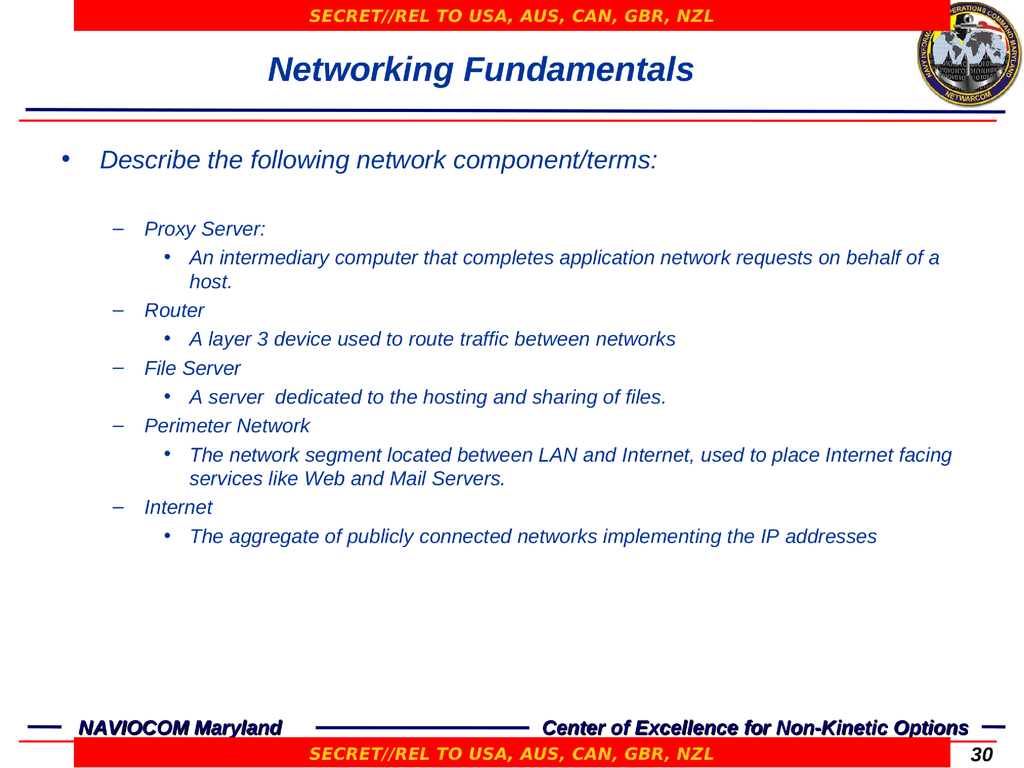 SECRET//REL TO USA, AUS, CAN, GBR, NZL
Networking Fundamentals
OPERATIONS COMMAND MARYLAND
NETWARCOM
• Describe the following network component/terms:
– Proxy Server:
• An intermediary computer that completes application network requests on behalf of a
host.
– Router
• A layer 3 device used to route traffic between networks
– File Server
• A server dedicated to the hosting and sharing of files.
– Perimeter Network
• The network segment located between LAN and Internet, used to place Internet facing
services like Web and Mail Servers.
– Internet
• The aggregate of publicly connected networks implementing the IP addresses
NAVIOCOM Maryland
Center of Excellence for Non-Kinetic Options
SECRET//REL TO USA, AUS, CAN, GBR, NZL
30